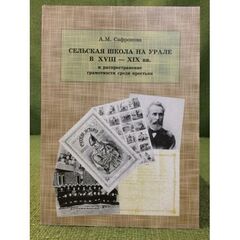 А.М. Сафронова
СЕЛЬСКАЯ ШКОЛА НА УРАЛЕ
В XVIII — XIX вв.
и распространение
грамотности среди крестьян